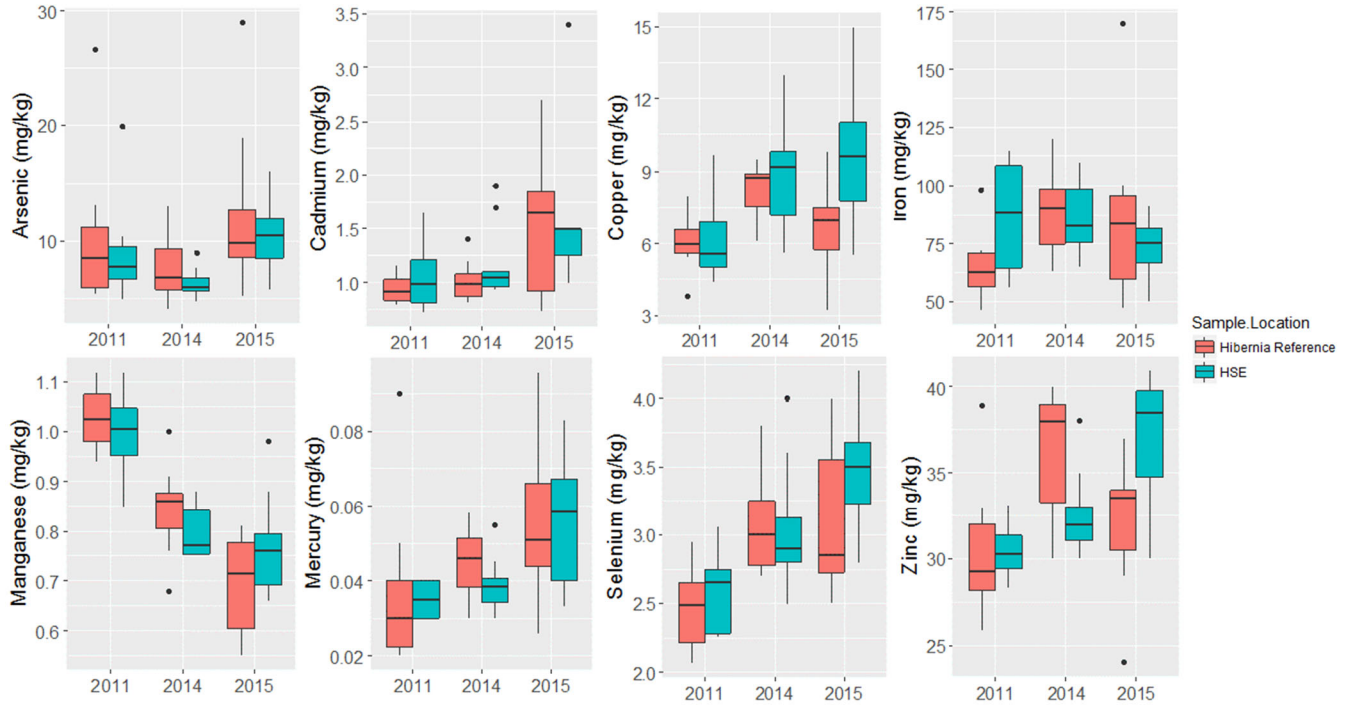 Arsenic (mg/kg)
30
20
10
2011 2014 2015
Cadmium (mg/kg)
3.5
3.0
2.5
2.0
1.5
1.0
2011 2014 2015
Copper (mg/kg)
15
12
9
6
3
2011 2014 2015
Iron (mg/kg)
175
150
125
100
75
50
2011 2014 2015
Sample.Location
Hibernia Reference
HSE
Manganese (mg/kg)
1.1
1.0
0.9
0.8
0.7
0.6
2011 2014 2015
Mercury (mg/kg)
0.08
0.06
0.04
0.02
2011 2014 2015
Selenium (mg/kg)
4.0
3.5
3.0
2.5
2.0
2011 2014 2015
Zinc (mg/kg)
40
35
30
25
2011 2014 2015